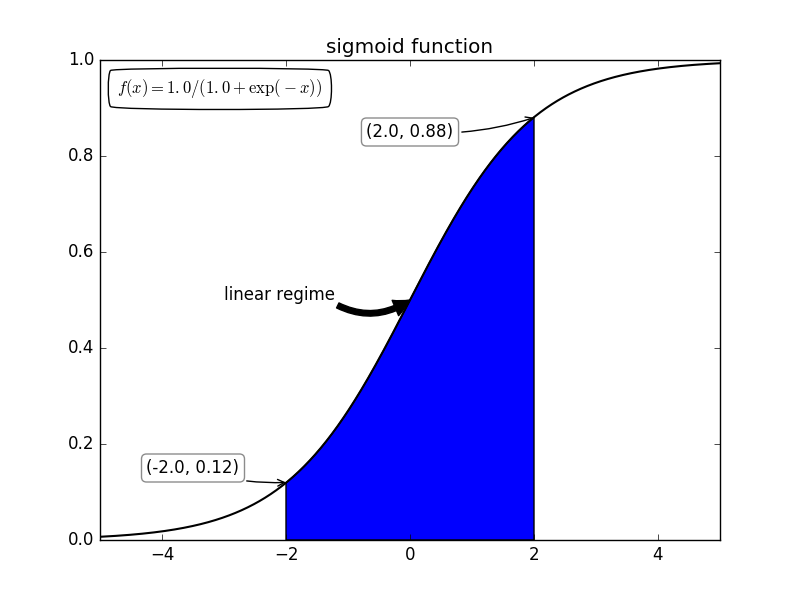 sigmoid function
1.0
f(x)=1.0/(1.0+exp(−x))
(2.0, 0.88)
0.8
0.6
linear regime
0.4
0.2
(-2.0, 0.12)
0.0
−4 −2 0 2 4